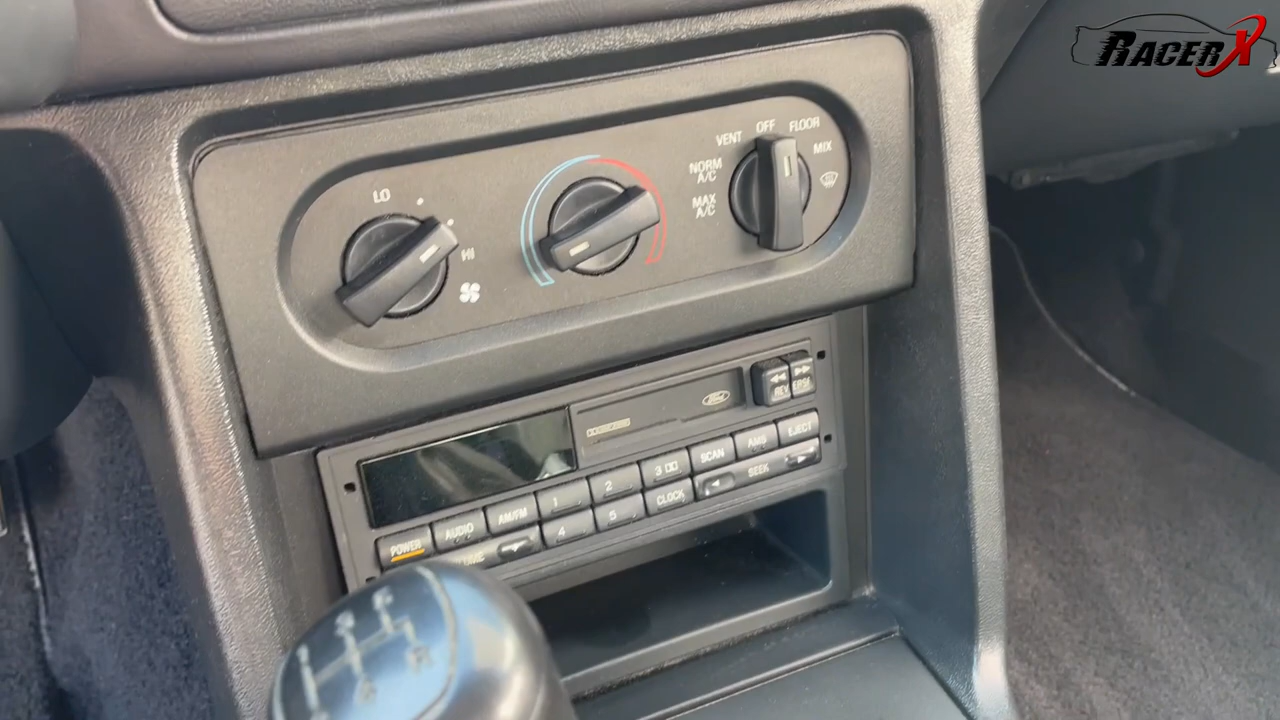 RACERX
LO
HI
VENT
OFF
FLOOR
NORM
A/C
MIX
MAX
A/C
Ford
POWER
AUDIO
AM/FM
1
2
3
SCAN
AMS
EJECT
4
5
CLOCK
SEEK